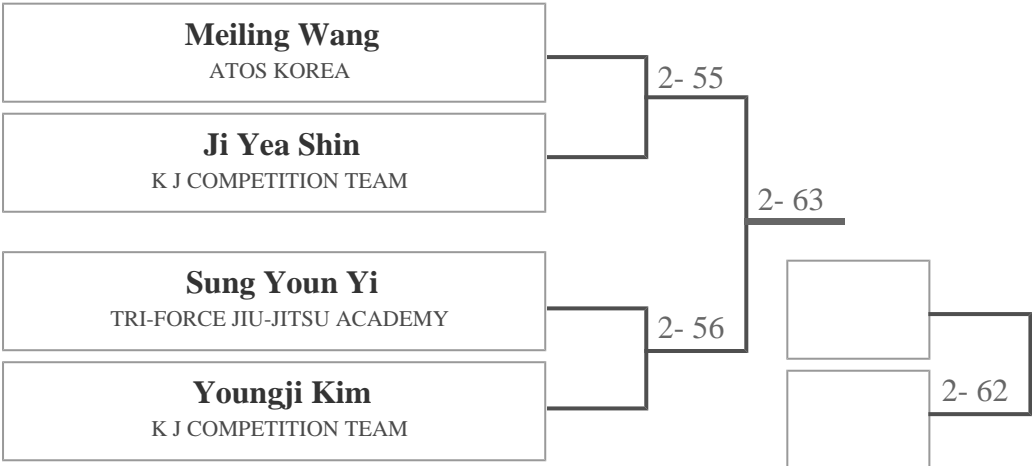 Meiling Wang
ATOS KOREA
2- 55
Ji Yea Shin
K J COMPETITION TEAM
2- 63
Sung Youn Yi
TRI-FORCE JIU-JITSU ACADEMY
2- 56
Youngji Kim
K J COMPETITION TEAM
2- 62